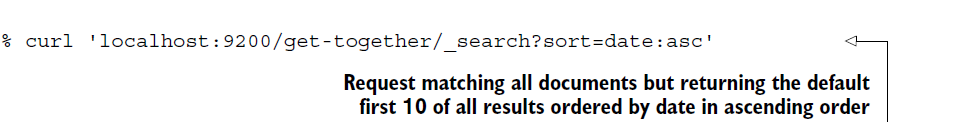 % curl 'localhost:9200/get-together/_search?sort=date:asc'
Request matching all documents but returning the default
first 10 of all results ordered by date in ascending order